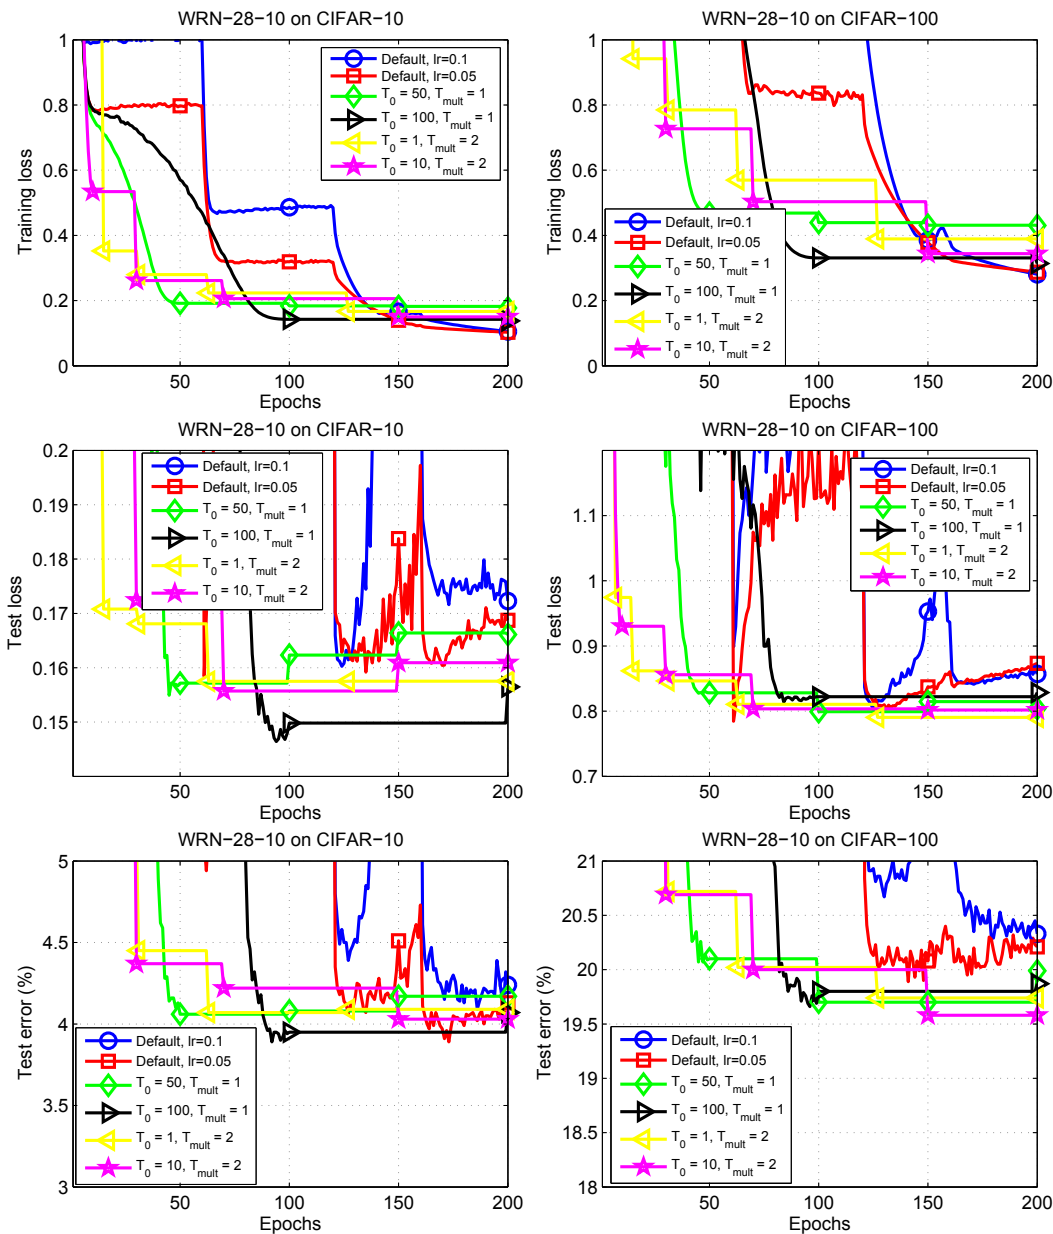 WRN−28−10 on CIFAR−10
Training loss
1
0.8
0.6
0.4
0.2
0
50
100
150
200
Epochs
Default, lr=0.1
Default, lr=0.05
T0 = 50, Tmult = 1
T0 = 100, Tmult = 1
T0 = 1, Tmult = 2
T0 = 10, Tmult = 2
WRN−28−10 on CIFAR−100
Training loss
1
0.8
0.6
0.4
0.2
0
50
100
150
200
Epochs
Default, lr=0.1
Default, lr=0.05
T0 = 50, Tmult = 1
T0 = 100, Tmult = 1
T0 = 1, Tmult = 2
T0 = 10, Tmult = 2
WRN−28−10 on CIFAR−10
Test loss
0.2
0.19
0.18
0.17
0.16
0.15
50
100
150
200
Epochs
Default, lr=0.1
Default, lr=0.05
T0 = 50, Tmult = 1
T0 = 100, Tmult = 1
T0 = 1, Tmult = 2
T0 = 10, Tmult = 2
WRN−28−10 on CIFAR−100
Test loss
1.1
1
0.9
0.8
0.7
50
100
150
200
Epochs
Default, lr=0.1
Default, lr=0.05
T0 = 50, Tmult = 1
T0 = 100, Tmult = 1
T0 = 1, Tmult = 2
T0 = 10, Tmult = 2
WRN−28−10 on CIFAR−10
Test error (%)
5
4.5
4
3.5
3
50
100
150
200
Epochs
Default, lr=0.1
Default, lr=0.05
T0 = 50, Tmult = 1
T0 = 100, Tmult = 1
T0 = 1, Tmult = 2
T0 = 10, Tmult = 2
WRN−28−10 on CIFAR−100
Test error (%)
21
20.5
20
19.5
19
18.5
18
50
100
150
200
Epochs
Default, lr=0.1
Default, lr=0.05
T0 = 50, Tmult = 1
T0 = 100, Tmult = 1
T0 = 1, Tmult = 2
T0 = 10, Tmult = 2